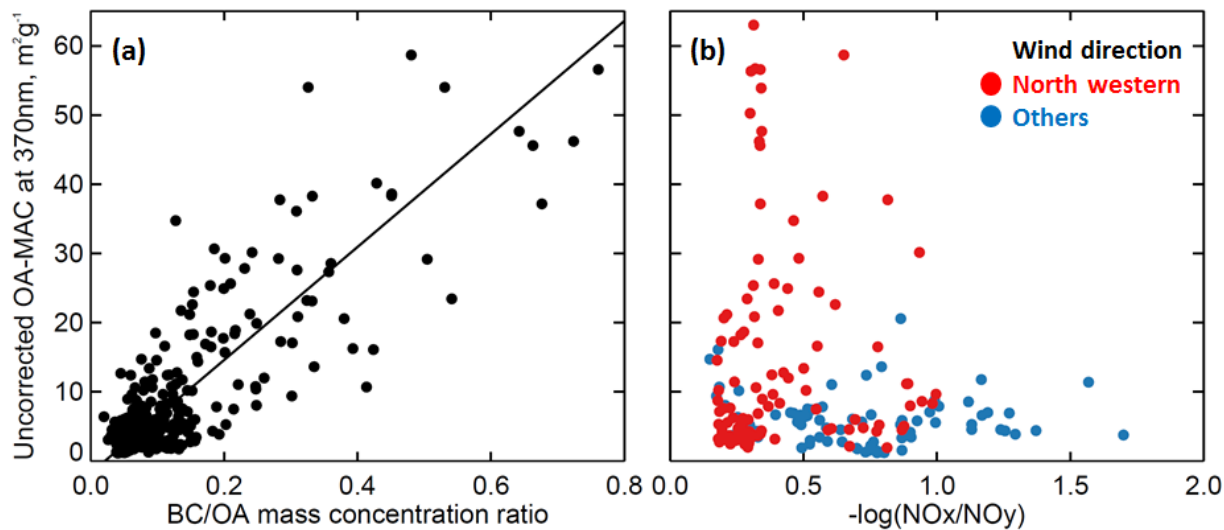 Uncorrected OA-MAC at 370nm, m²g⁻¹
60
50
40
30
20
10
0
(a)
0.0 0.2 0.4 0.6 0.8
BC/OA mass concentration ratio
(b)
Wind direction
North western
Others
0.0 0.5 1.0 1.5 2.0
-log(NOx/NOy)